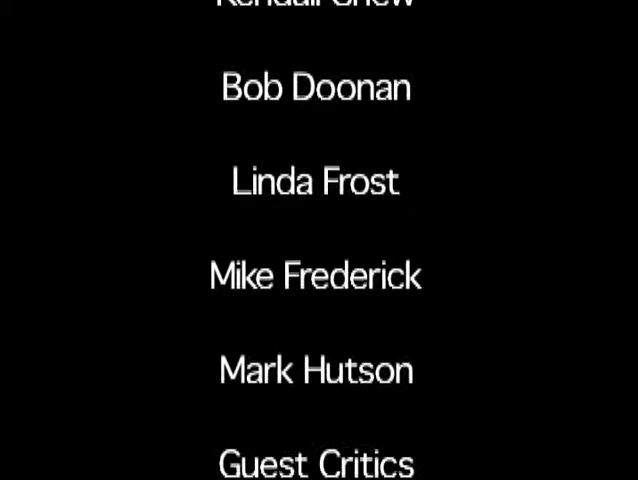 Bob Doonan
Linda Frost
Mike Frederick
Mark Hutson
Guest Critics